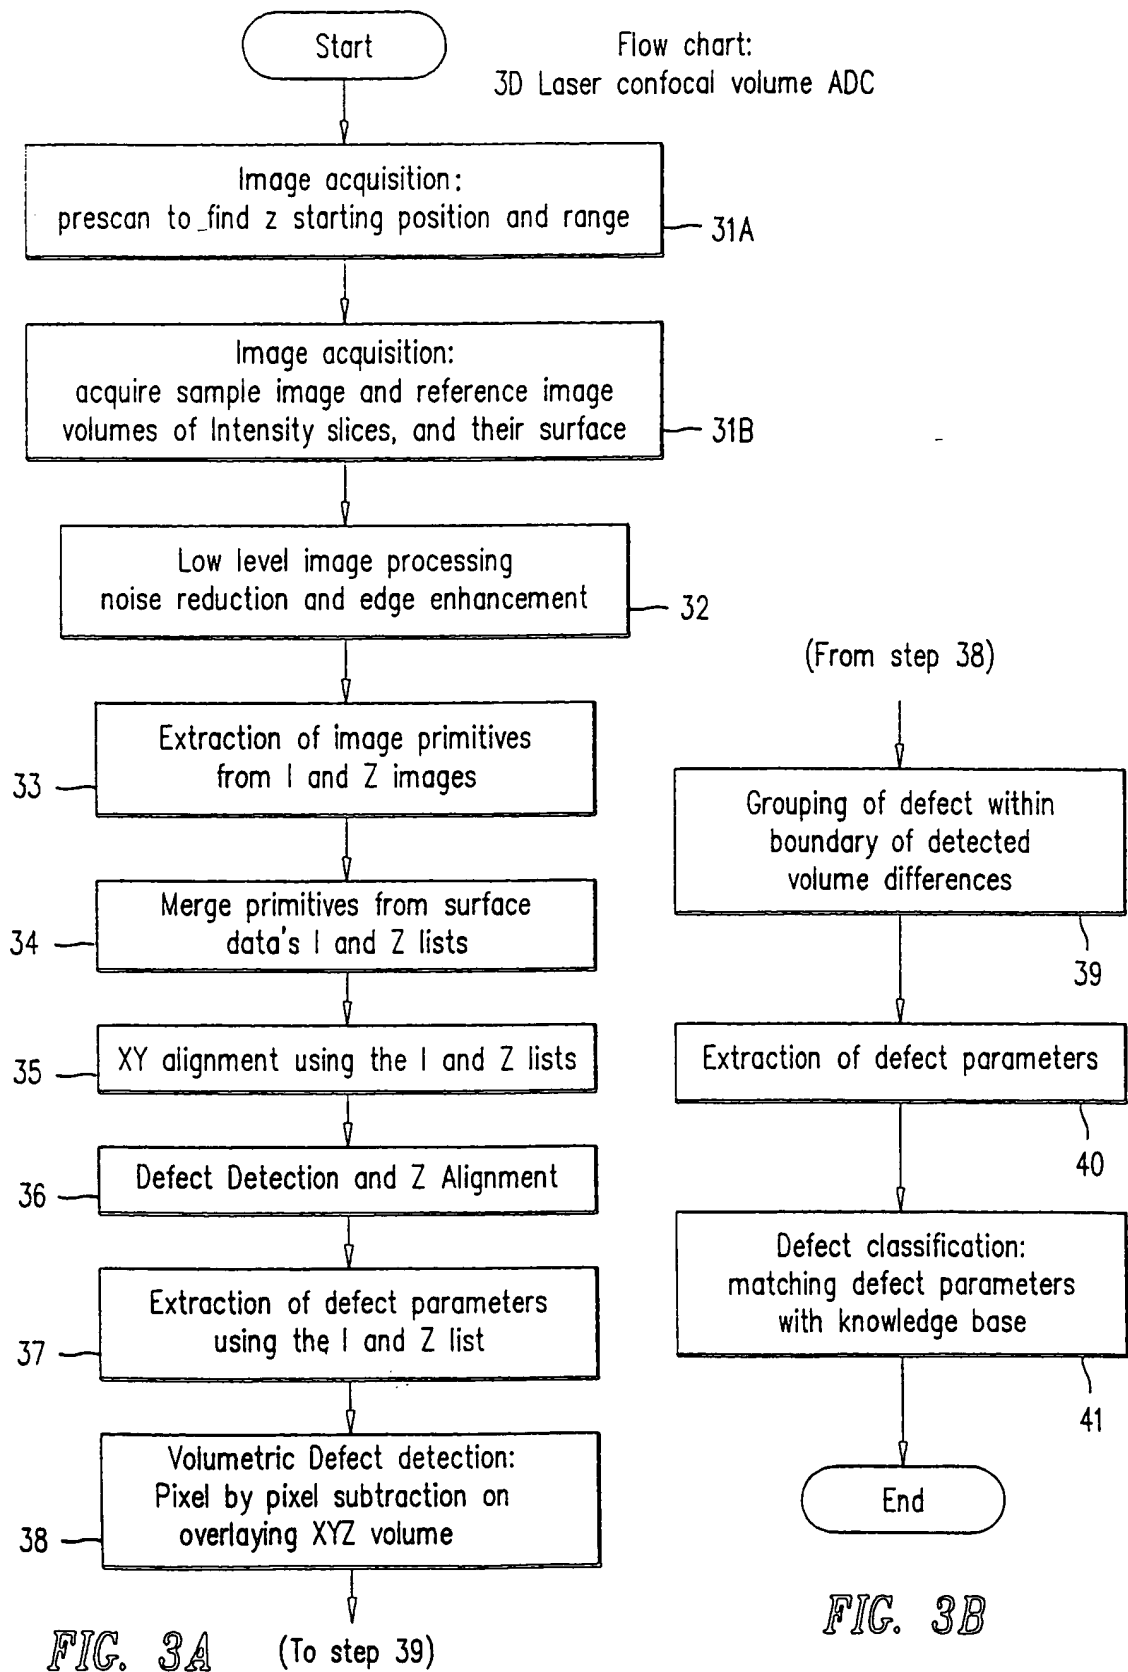 Start
Flow chart:
3D Laser confocal volume ADC
Image acquisition:
prescan to find z starting position and range
31A
Image acquisition:
acquire sample image and reference image
volumes of Intensity slices, and their surface
31B
Low level image processing
noise reduction and edge enhancement
32
Extraction of image primitives
from I and Z images
33
Merge primitives from surface
data's I and Z lists
34
XY alignment using the I and Z lists
35
Defect Detection and Z Alignment
36
Extraction of defect parameters
using the I and Z list
37
Volumetric Defect detection:
Pixel by pixel subtraction on
overlaying XYZ volume
38
(To step 39)
FIG. 3A
(From step 38)
Grouping of defect within
boundary of detected
volume differences
39
Extraction of defect parameters
40
Defect classification:
matching defect parameters
with knowledge base
41
End
FIG. 3B